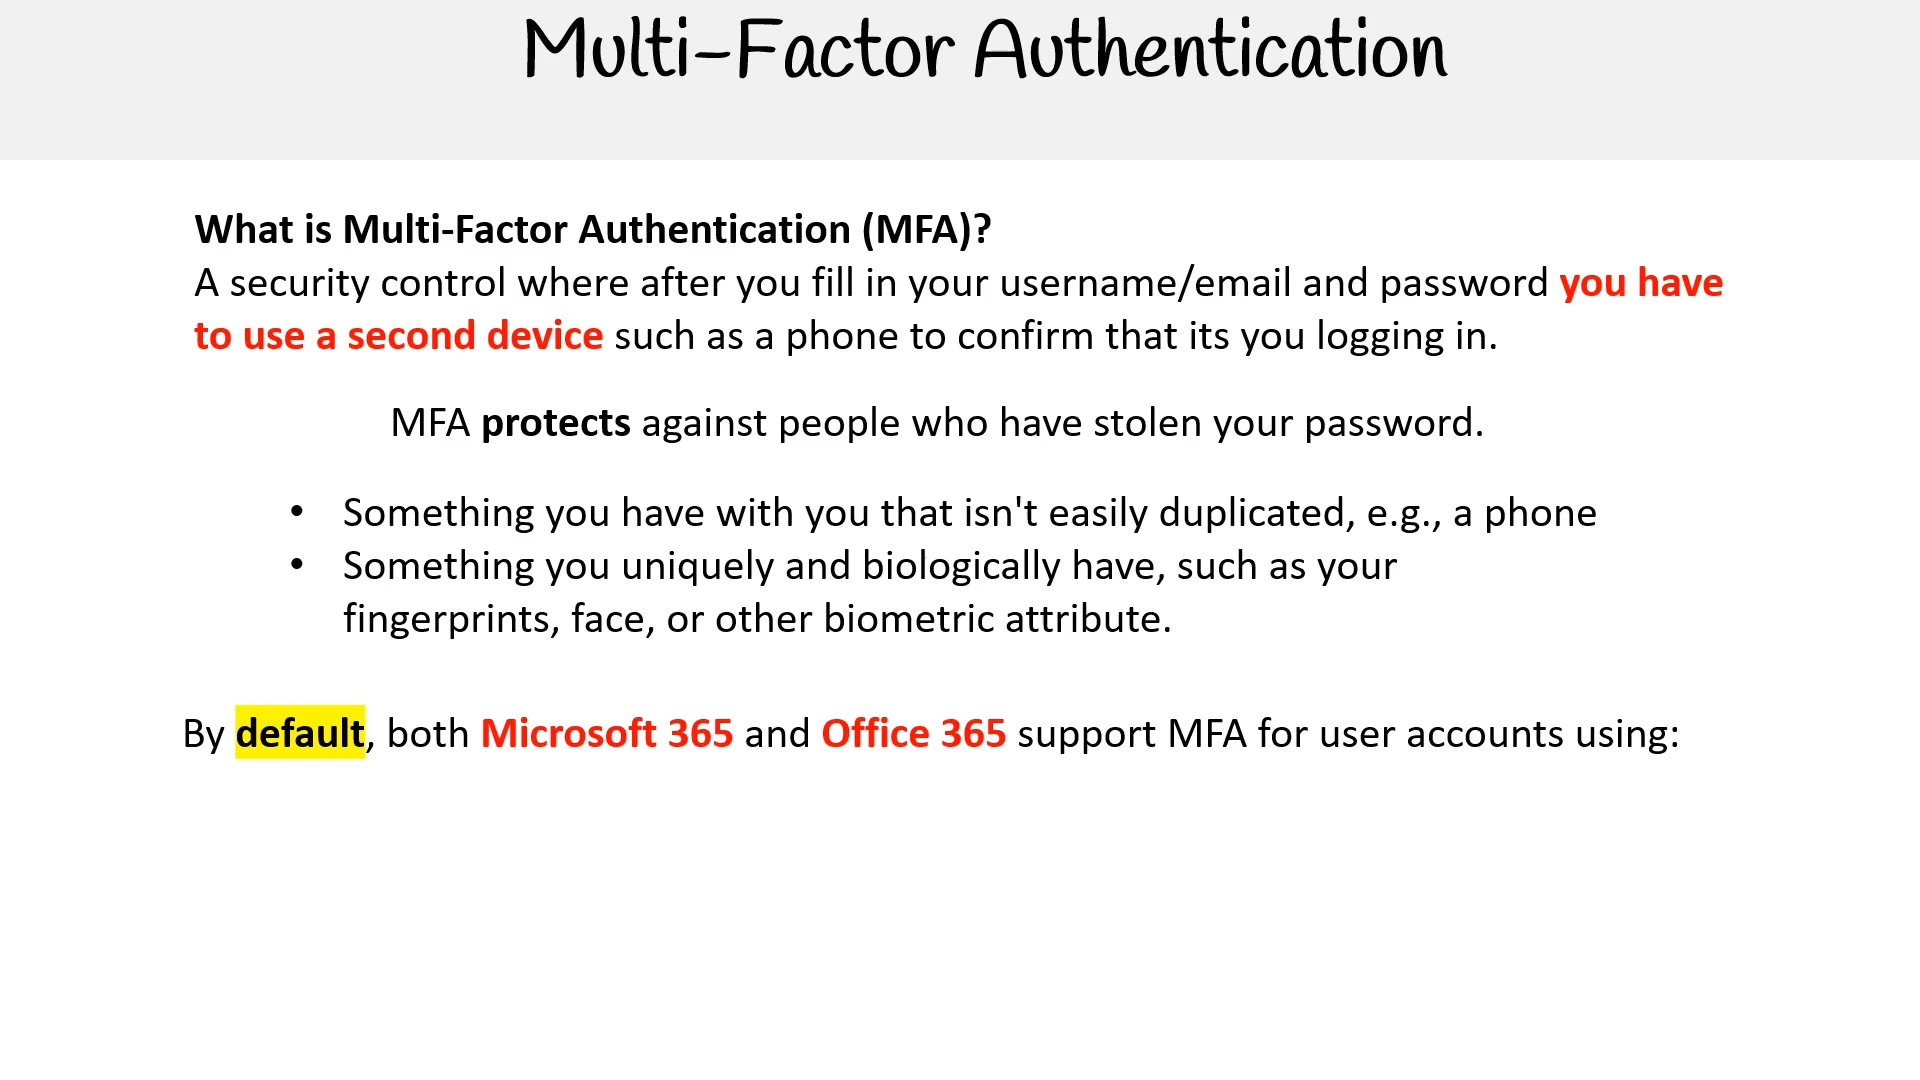 Multi-Factor Authentication
What is Multi-Factor Authentication (MFA)?
A security control where after you fill in your username/email and password you have
to use a second device such as a phone to confirm that its you logging in.
MFA protects against people who have stolen your password.
• Something you have with you that isn't easily duplicated, e.g., a phone
• Something you uniquely and biologically have, such as your
fingerprints, face, or other biometric attribute.
By default, both Microsoft 365 and Office 365 support MFA for user accounts using: